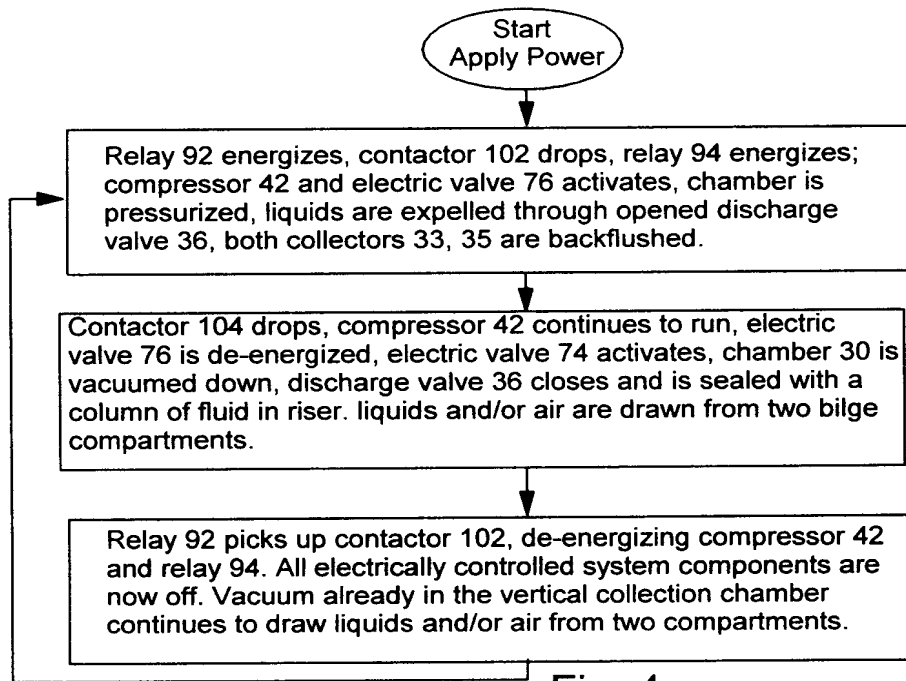 Start
Apply Power
Relay 92 energizes, contactor 102 drops, relay 94 energizes;
compressor 42 and electric valve 76 activates, chamber is
pressurized, liquids are expelled through opened discharge
valve 36, both collectors 33, 35 are backflushed.
Contactor 104 drops, compressor 42 continues to run, electric
valve 76 is de-energized, electric valve 74 activates, chamber 30 is
vacuumed down, discharge valve 36 closes and is sealed with a
column of fluid in riser. liquids and/or air are drawn from two bilge
compartments.
Relay 92 picks up contactor 102, de-energizing compressor 42
and relay 94. All electrically controlled system components are
now off. Vacuum already in the vertical collection chamber
continues to draw liquids and/or air from two compartments.